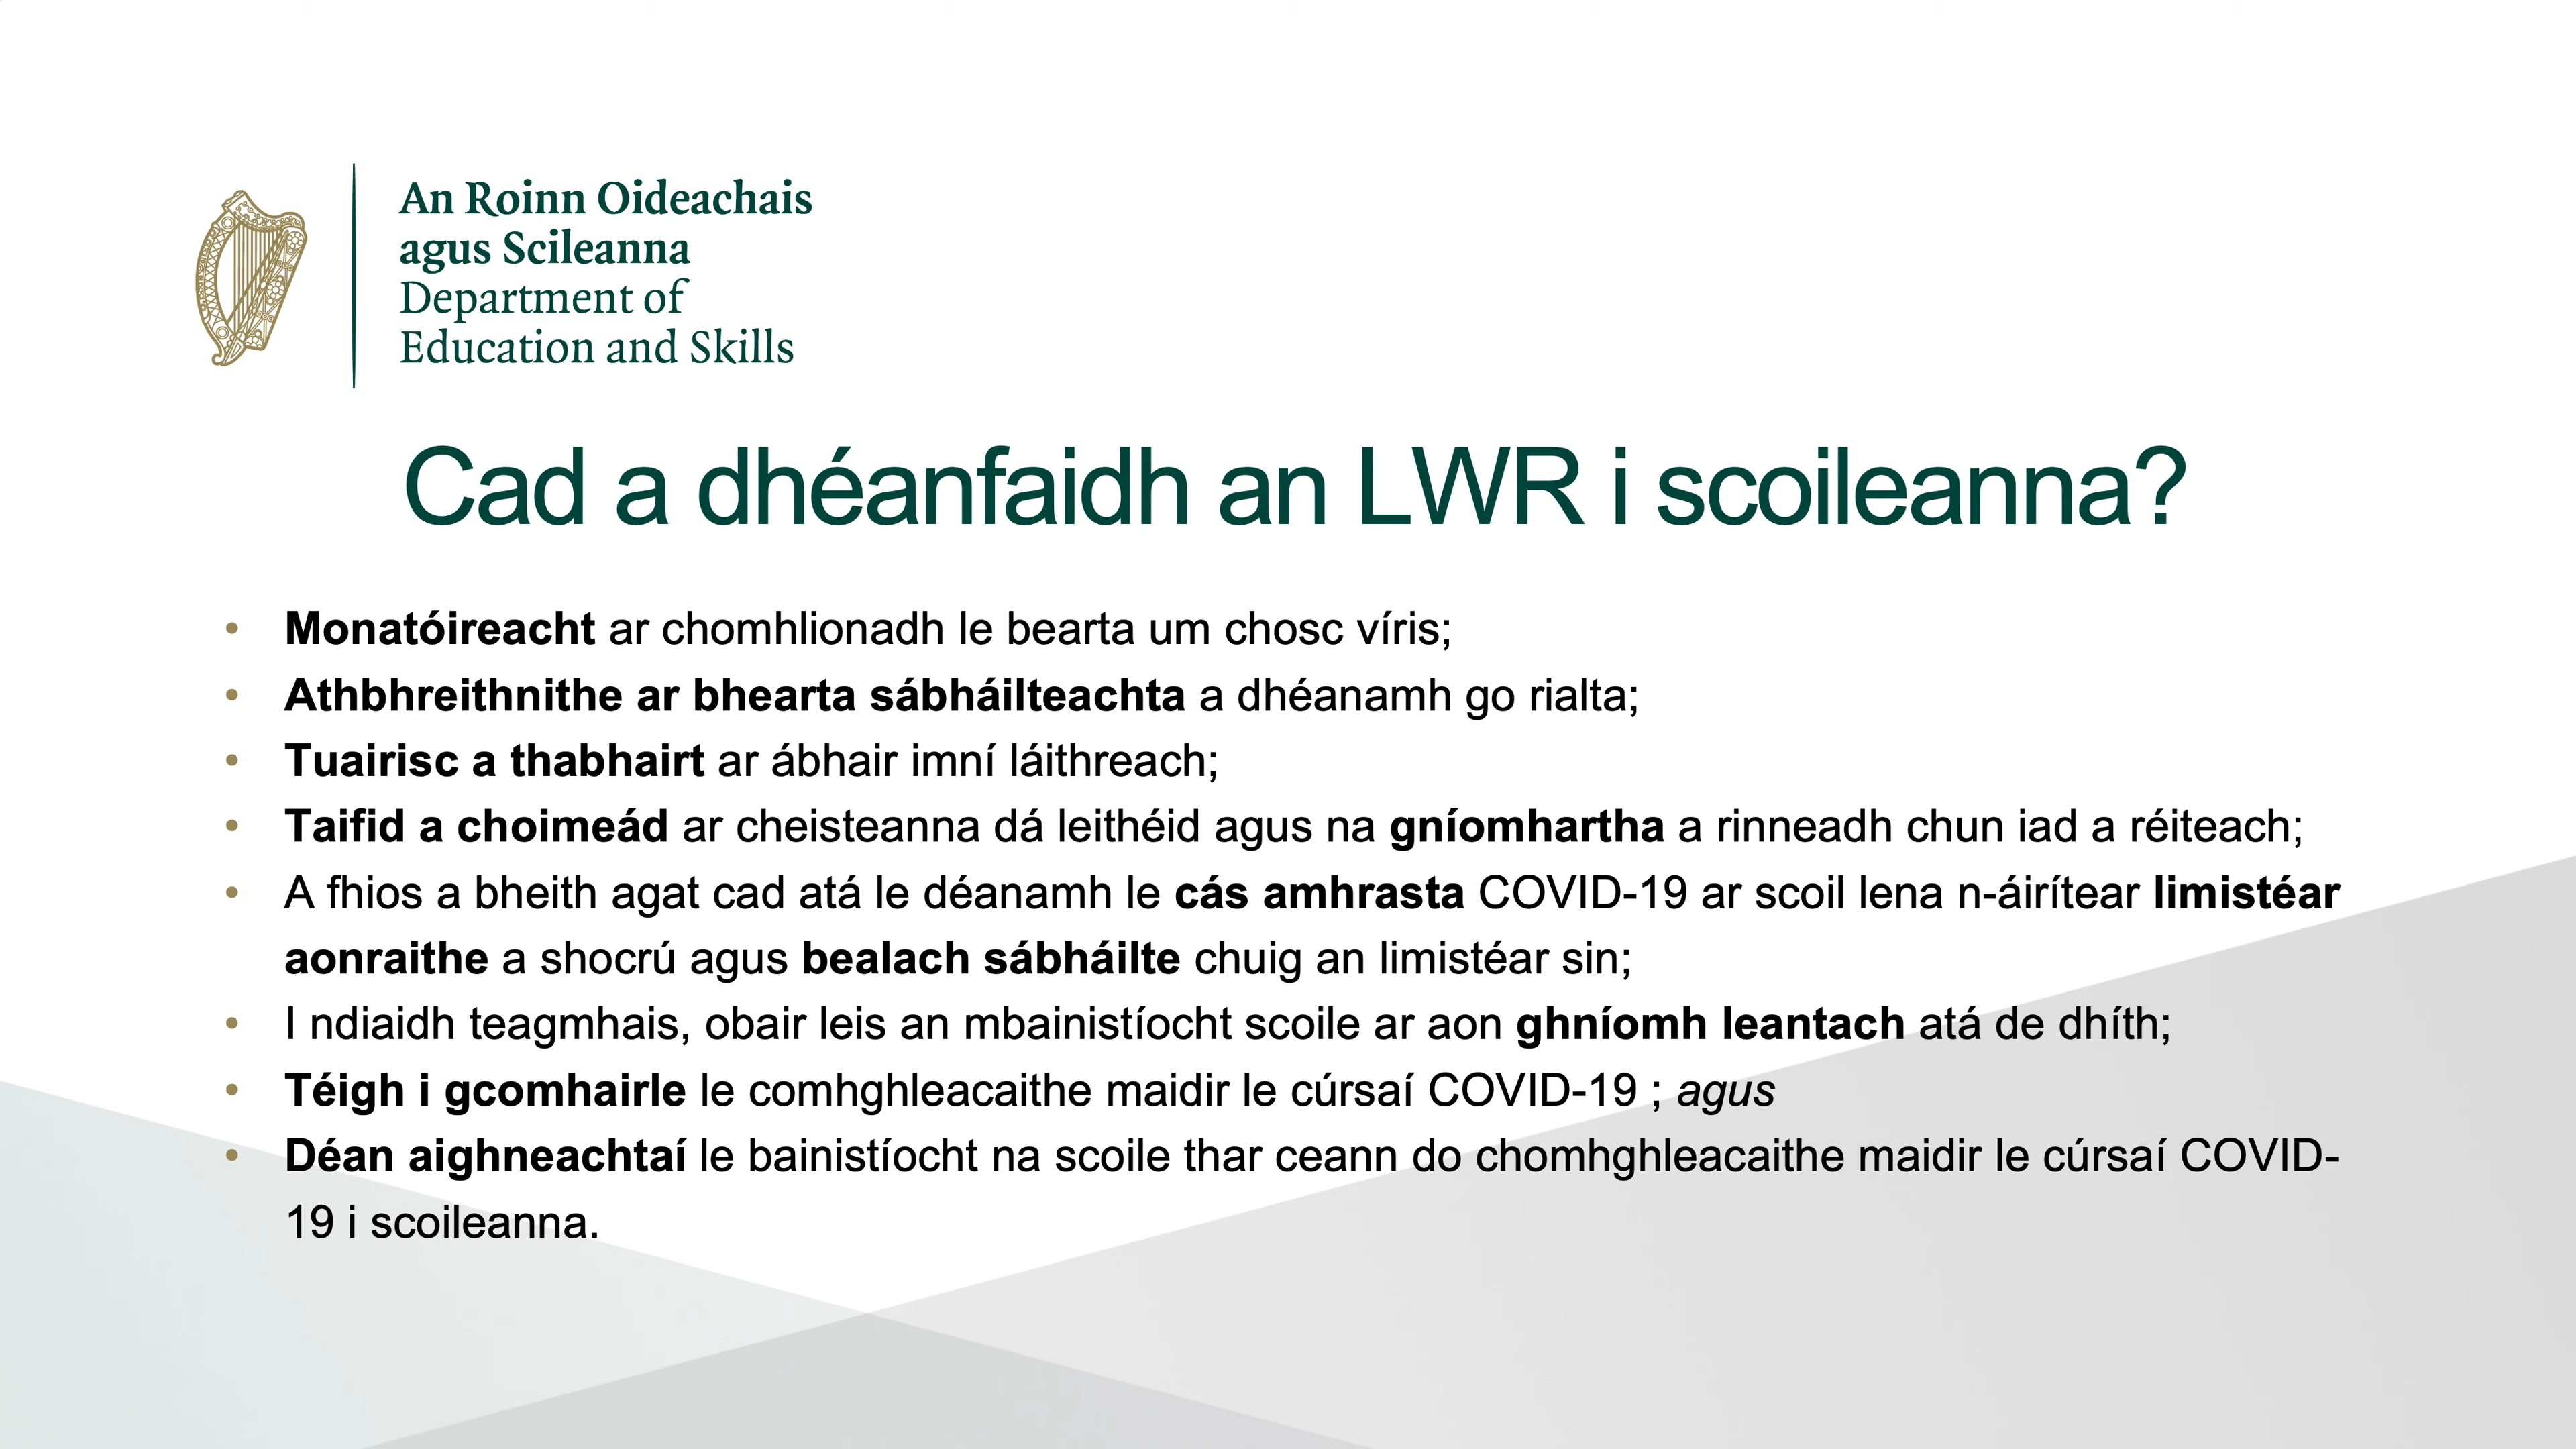 An Roinn Oideachais
agus Scileanna
Department of
Education and Skills
Cad a dhéanfaidh an LWR i scoileanna?
• Monatóireacht ar chomhlionadh le bearta um chosc víris;
• Athbhreithnithe ar bhearta sábháilteachta a dhéanamh go rialta;
• Tuairisc a thabhairt ar ábhair imní láithreach;
• Taifid a choimeád ar cheisteanna dá leithéid agus na gníomhartha a rinneadh chun iad a réiteach;
• A fhios a bheith agat cad atá le déanamh le cás amhrasta COVID-19 ar scoil lena n-áirítear limistéar
aonraithe a shocrú agus bealach sábháilte chuig an limistéar sin;
• I ndiaidh teagmhais, obair leis an mbainistíocht scoile ar aon ghníomh leantach atá de dhíth;
• Téigh i gcomhairle le comhghleacaithe maidir le cúrsaí COVID-19 ; agus
• Déan aighneachtaí le bainistíocht na scoile thar ceann do chomhghleacaithe maidir le cúrsaí COVID-
19 i scoileanna.